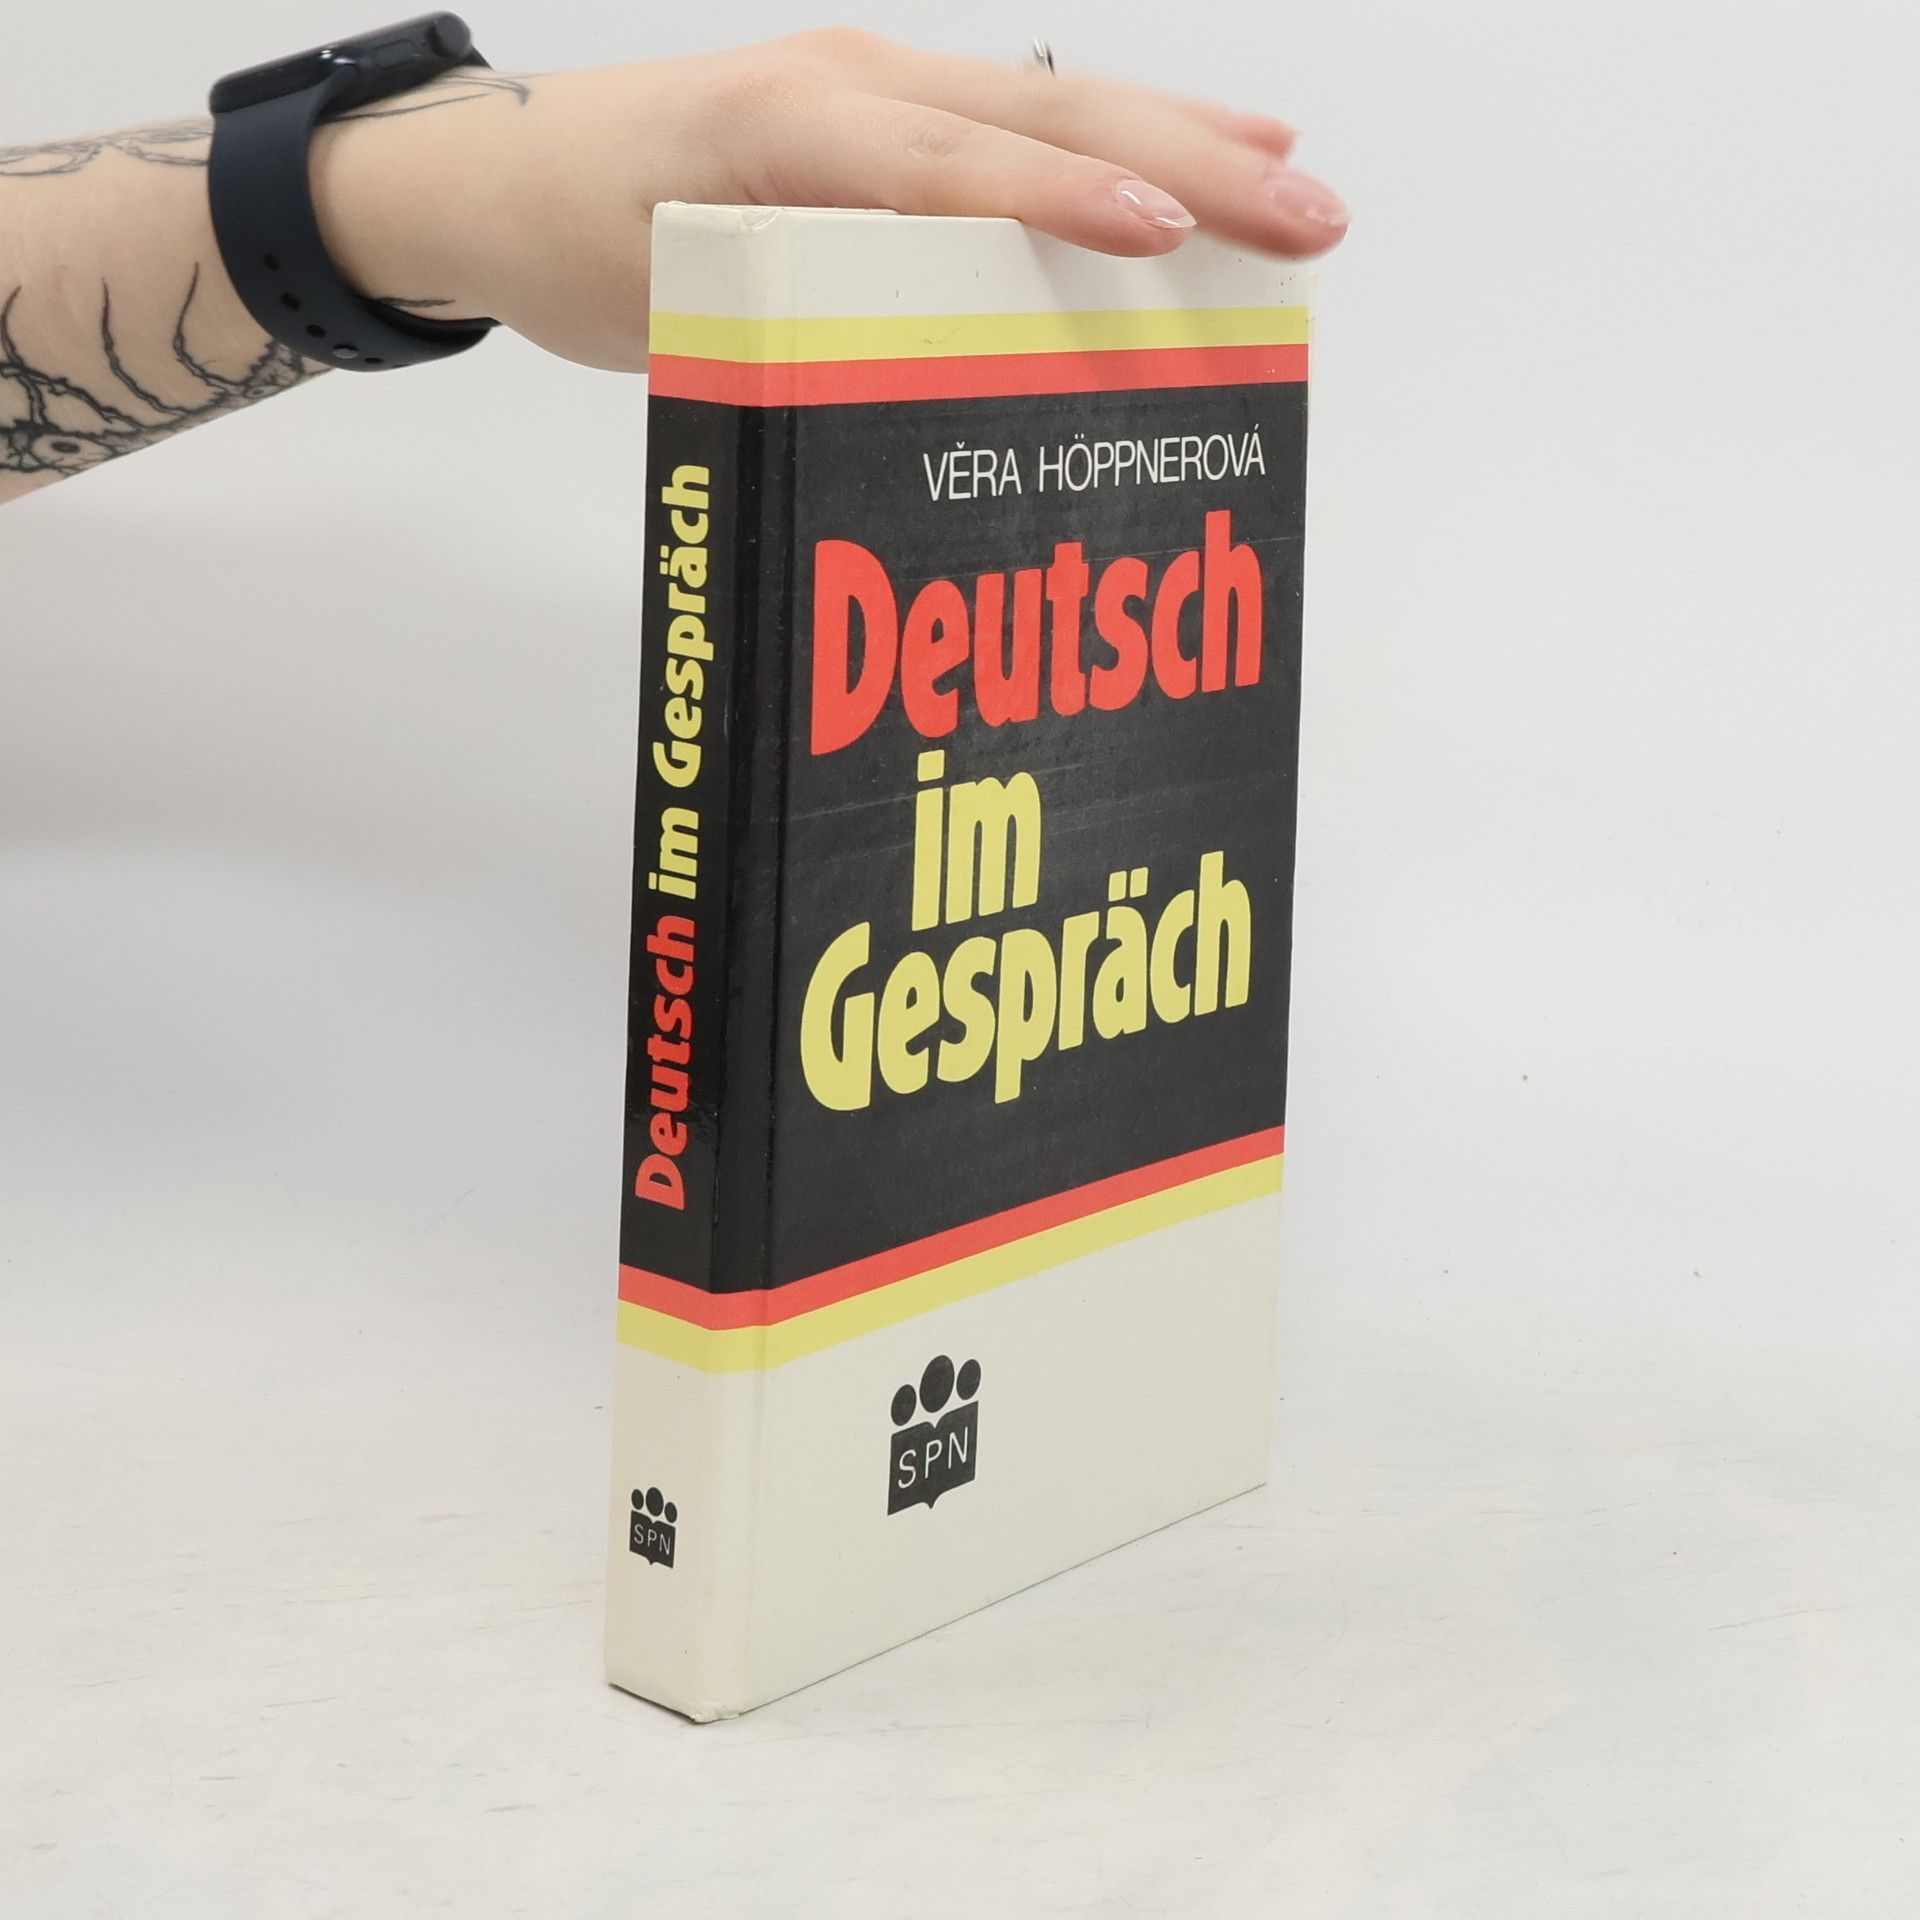 VĚRA HÖPPNEROVÁ
Deutsch
im
Gespräch
SPN
Deutsch im Gespräch
SPN